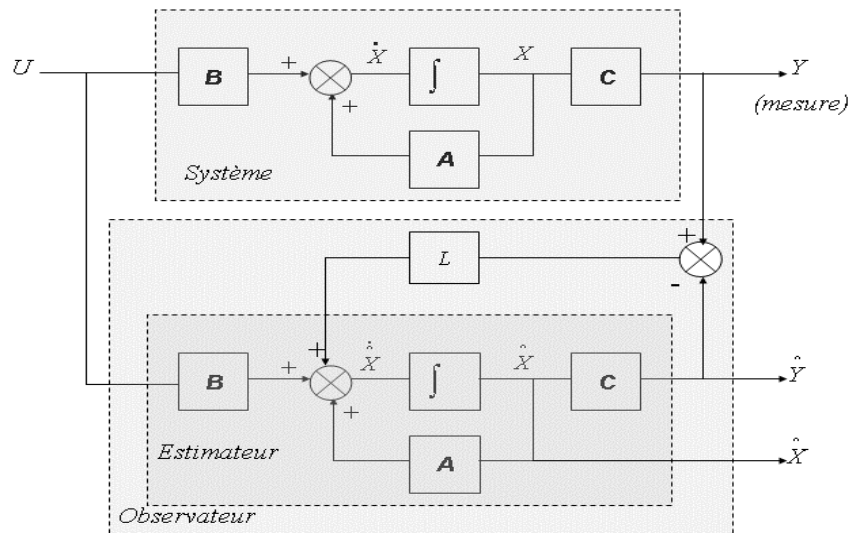 U
B
+
+
Ẋ
∫
X
C
Y
(mesure)
A
Système
+
-
L
+
B
+
+
X̂̇
∫
X̂
C
Ŷ
Estimateur
A
X̂
Observateur